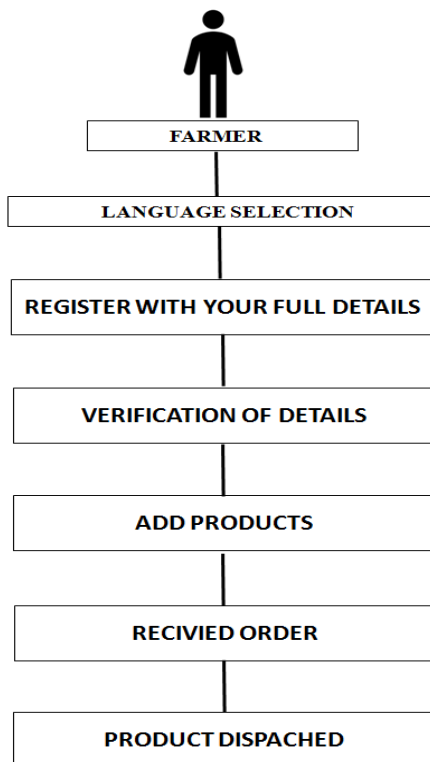 FARMER
LANGUAGE SELECTION
REGISTER WITH YOUR FULL DETAILS
VERIFICATION OF DETAILS
ADD PRODUCTS
RECIVIED ORDER
PRODUCT DISPACHED